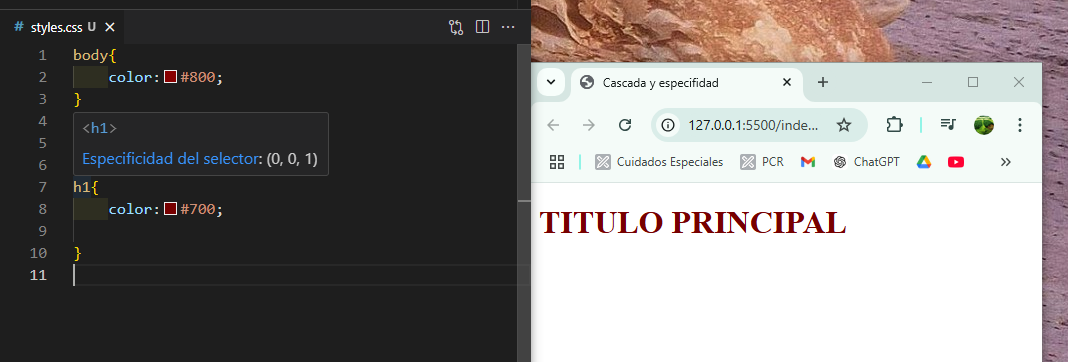 # styles.css U ✕
1 body{
2 color: #800;
3 }
4
5
6
<h1>
Especificidad del selector: (0, 0, 1)
7 h1{
8 color: #700;
9
10 }
11
Cascada y especifidad
127.0.0.1:5500/inde...
Cuidados Especiales PCR ChatGPT
TITULO PRINCIPAL